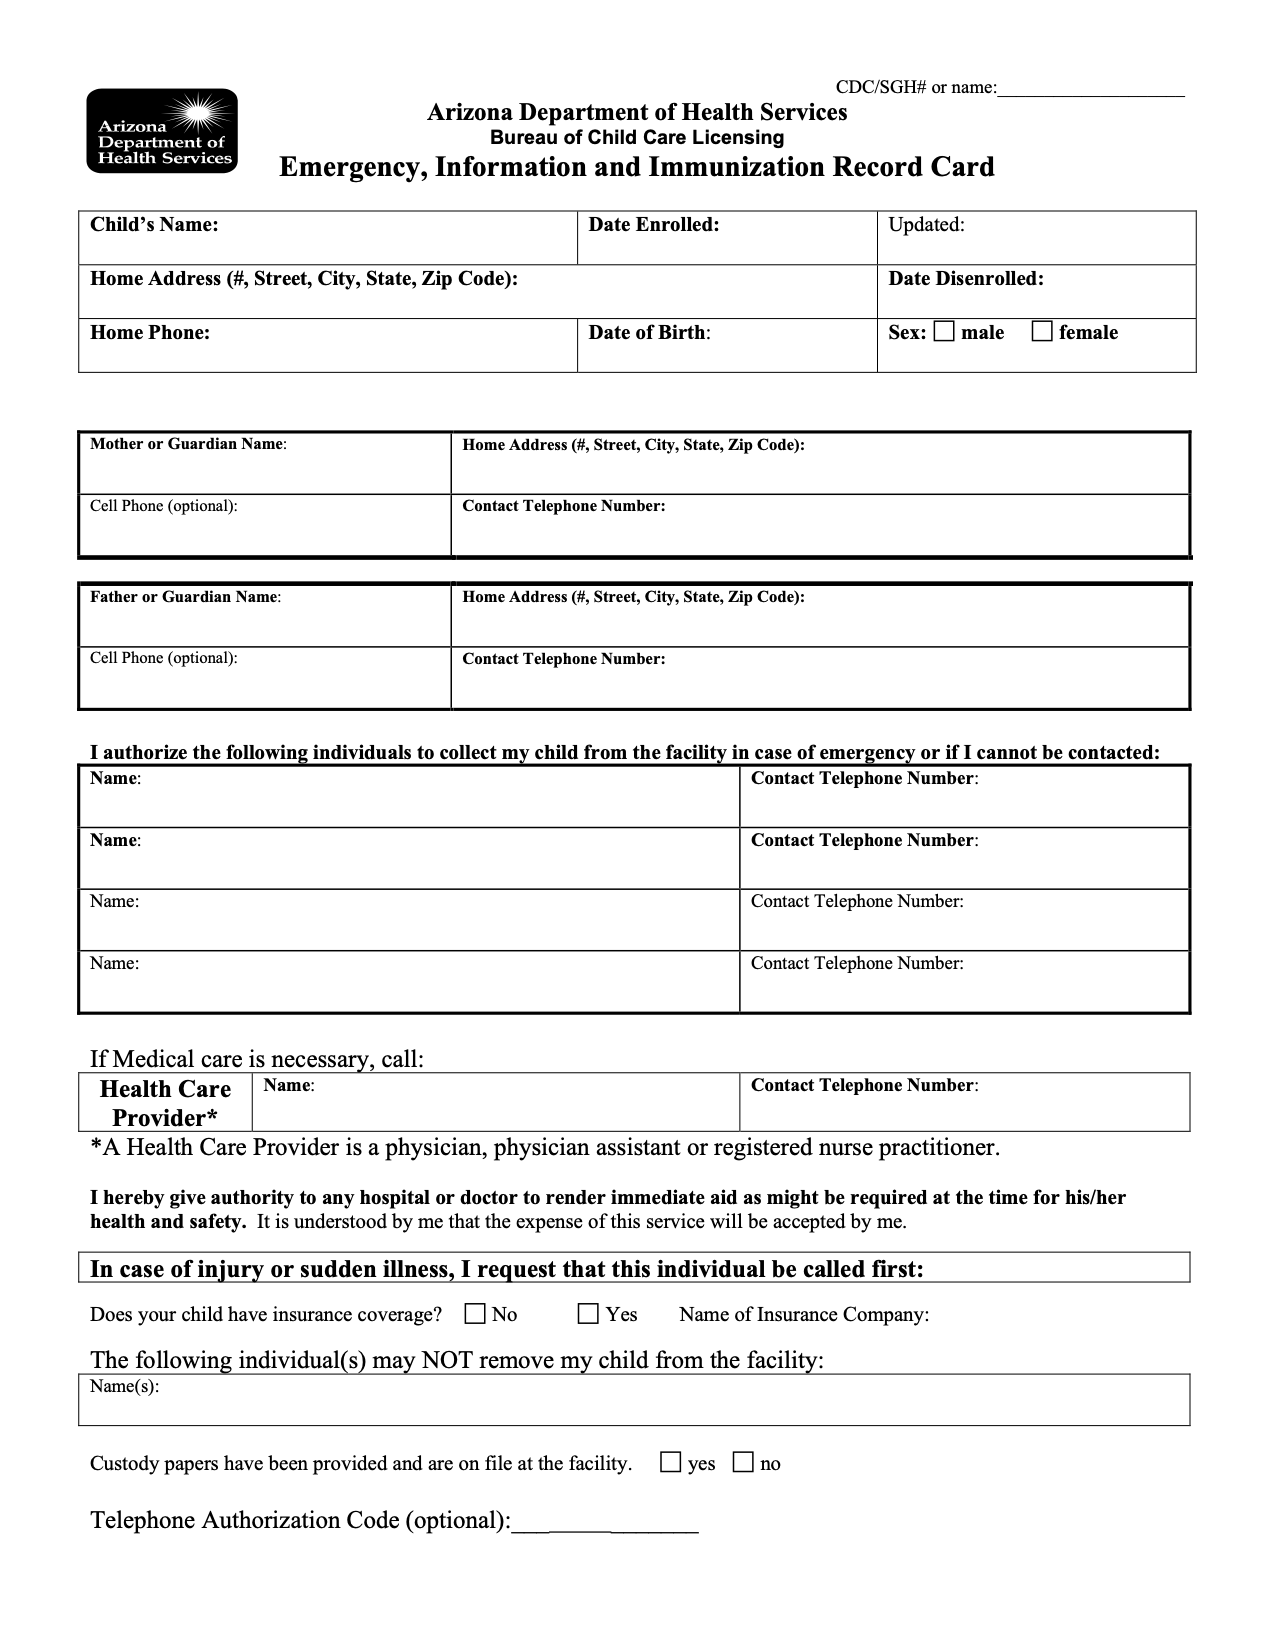 CDC/SGH# or name:____________________
Arizona
Department of
Health Services
Arizona Department of Health Services
Bureau of Child Care Licensing
Emergency, Information and Immunization Record Card
Child’s Name: Date Enrolled: Updated:
Home Address (#, Street, City, State, Zip Code): Date Disenrolled:
Home Phone: Date of Birth: Sex: ☐ male ☐ female
Mother or Guardian Name: Home Address (#, Street, City, State, Zip Code):
Cell Phone (optional): Contact Telephone Number:
Father or Guardian Name: Home Address (#, Street, City, State, Zip Code):
Cell Phone (optional): Contact Telephone Number:
I authorize the following individuals to collect my child from the facility in case of emergency or if I cannot be contacted:
Name: Contact Telephone Number:
Name: Contact Telephone Number:
Name: Contact Telephone Number:
Name: Contact Telephone Number:
If Medical care is necessary, call:
Health Care Name: Contact Telephone Number:
Provider*
*A Health Care Provider is a physician, physician assistant or registered nurse practitioner.
I hereby give authority to any hospital or doctor to render immediate aid as might be required at the time for his/her
health and safety. It is understood by me that the expense of this service will be accepted by me.
In case of injury or sudden illness, I request that this individual be called first:
Does your child have insurance coverage? ☐ No ☐ Yes Name of Insurance Company:
The following individual(s) may NOT remove my child from the facility:
Name(s):
Custody papers have been provided and are on file at the facility. ☐ yes ☐ no
Telephone Authorization Code (optional):_______________